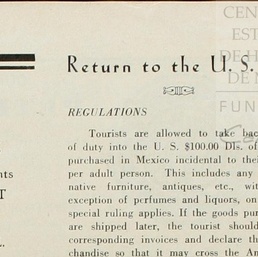 Return to the U. S.
REGULATIONS
Tourists are allowed to take bac
of duty into the U. S. $100.00 Dls. of
purchased in Mexico incidental to thei
per adult person. This includes any
native furniture, antiques, etc., wit
exception of perfumes and liquors, on
special ruling applies. If the goods pur
are shipped later, the tourist should
corresponding invoices and declare th
chandise so that it may cross the An
nts
T
CEN
EST
DE H
DE M
FUN